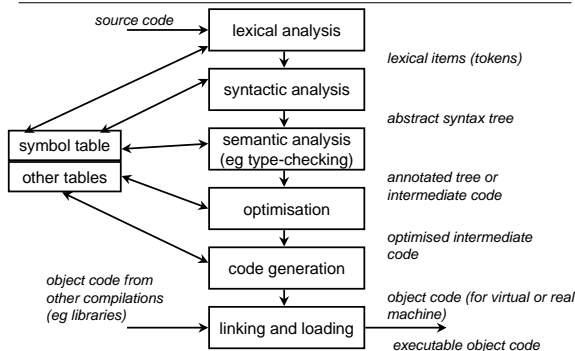 source code
lexical analysis
lexical items (tokens)
syntactic analysis
abstract syntax tree
symbol table
other tables
semantic analysis
(eg type-checking)
annotated tree or
intermediate code
optimisation
optimised intermediate
code
code generation
object code from
other compilations
(eg libraries)
object code (for virtual or real
machine)
linking and loading
executable object code